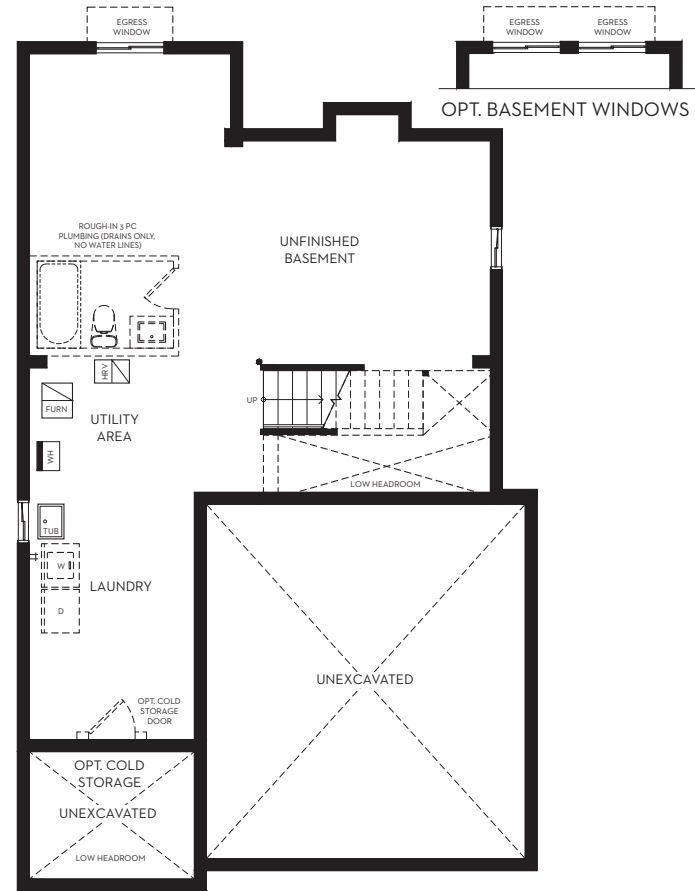 EGRESS
WINDOW
EGRESS
WINDOW
EGRESS
WINDOW
OPT. BASEMENT WINDOWS
ROUGH-IN 3 PC
PLUMBING (DRAINS ONLY,
NO WATER LINES)
UNFINISHED
BASEMENT
HRV
FURN
UP
UTILITY
AREA
WH
LOW HEADROOM
TUB
W
LAUNDRY
D
UNEXCAVATED
OPT. COLD
STORAGE
DOOR
OPT. COLD
STORAGE
UNEXCAVATED
LOW HEADROOM